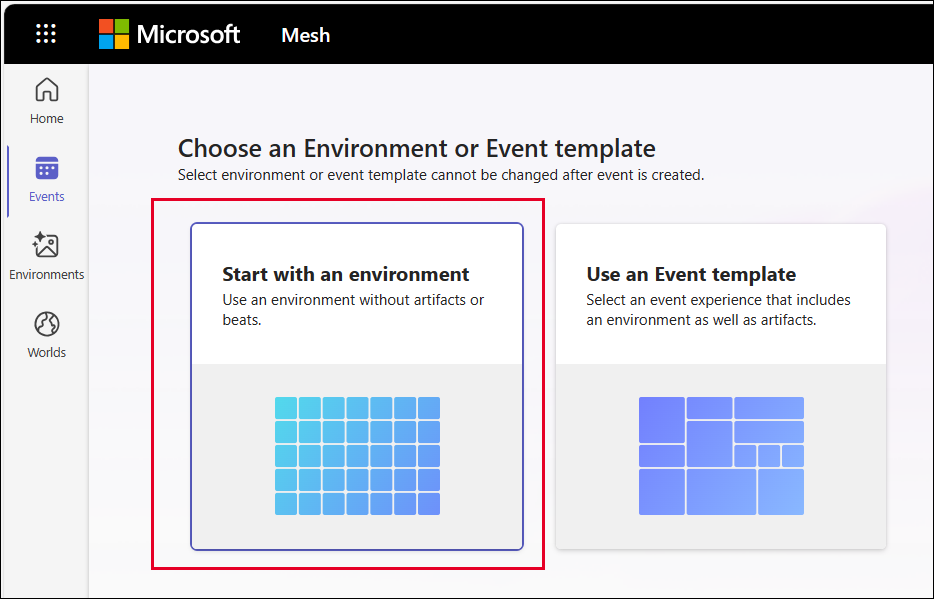 Microsoft Mesh
Home
Events
Environments
Worlds
Choose an Environment or Event template
Select environment or event template cannot be changed after event is created.
Start with an environment
Use an environment without artifacts or
beats.
Use an Event template
Select an event experience that includes
an environment as well as artifacts.